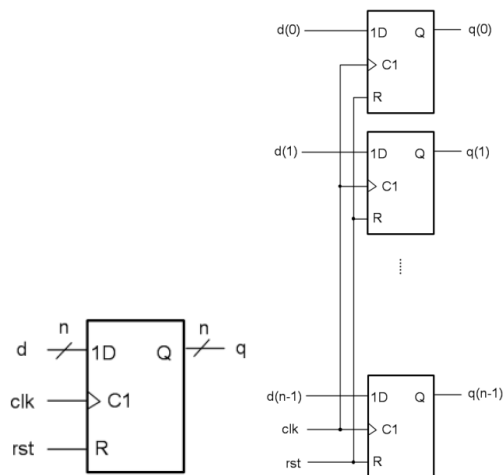 d(0) 1D Q q(0)
C1
R
d(1) 1D Q q(1)
C1
R
n n
d 1D Q q
clk C1
rst R
d(n-1) 1D Q q(n-1)
clk C1
rst R